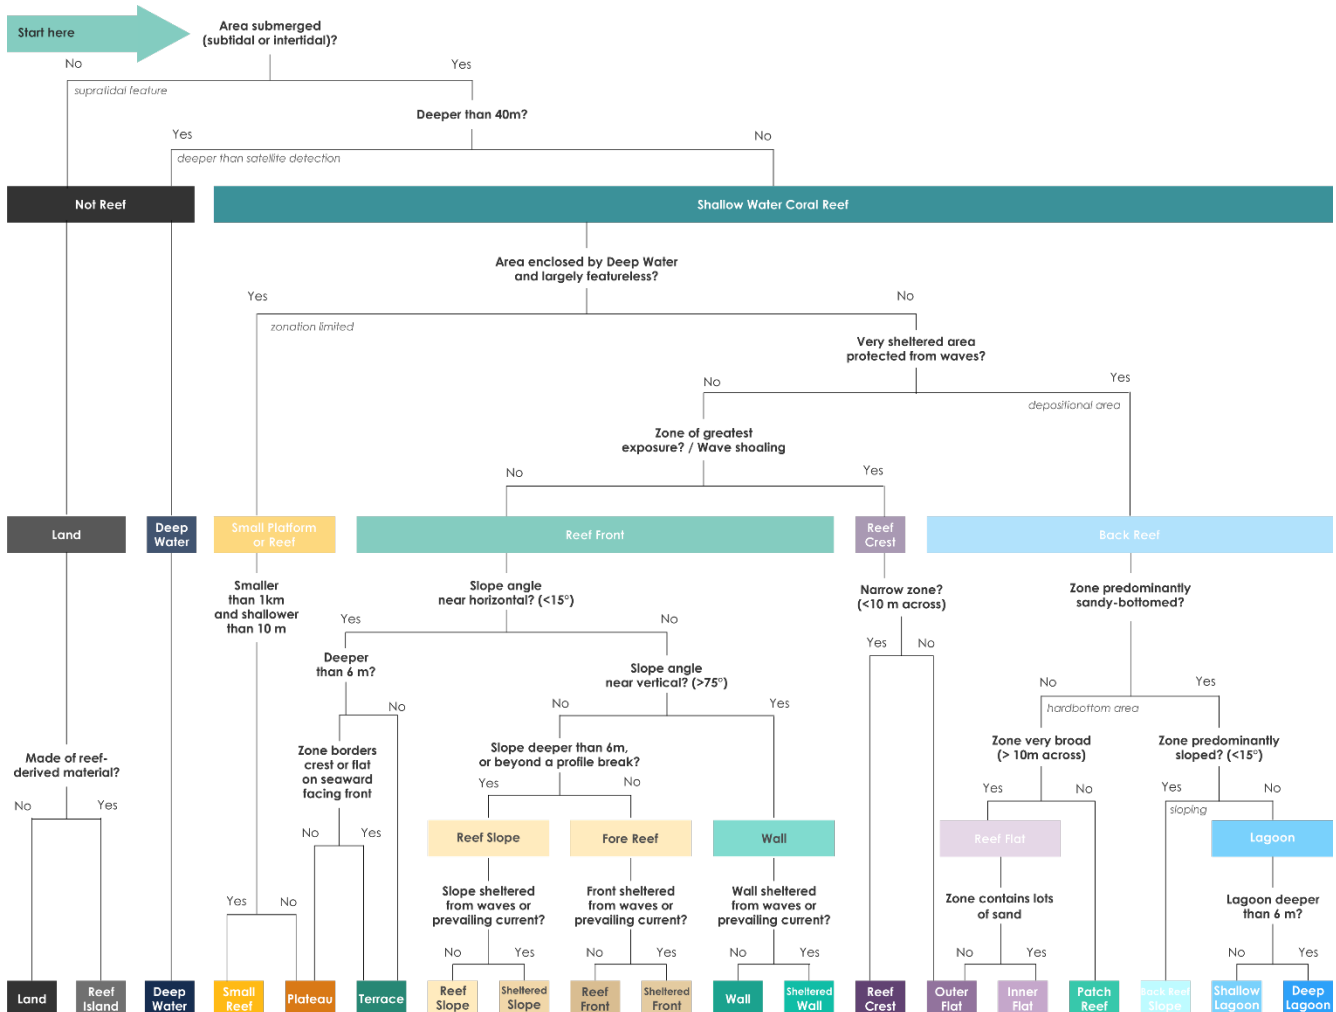 Start here
Area submerged
(subtidal or intertidal)?
No
Yes
supratidal feature
Deeper than 40m?
Yes
No
deeper than satellite detection
Not Reef
Shallow Water Coral Reef
Area enclosed by Deep Water
and largely featureless?
Yes
No
zonation limited
Very sheltered area
protected from waves?
No
Yes
depositional area
Zone of greatest
exposure? / Wave shoaling
No
Yes
Land
Deep
Water
Small Platform
or Reef
Reef Front
Reef
Crest
Back Reef
Smaller
than 1km
and shallower
than 10 m
Slope angle
near horizontal? (<15°)
Narrow zone?
(<10 m across)
Zone predominantly
sandy-bottomed?
Yes
No
Yes
No
Deeper
than 6 m?
Slope angle
near vertical? (>75°)
No
Yes
No
No
Yes
hardbottom area
Zone borders
crest or flat
on seaward
facing front
Slope deeper than 6m,
or beyond a profile break?
Zone very broad
(> 10m across)
Zone predominantly
sloped? (<15°)
Made of reef-
derived material?
No
Yes
Yes
No
Yes
No
Yes
No
sloping
No
Yes
Reef Slope
Fore Reef
Wall
Reef Flat
Lagoon
Slope sheltered
from waves or
prevailing current?
Front sheltered
from waves or
prevailing current?
Wall sheltered
from waves or
prevailing current?
Zone contains lots
of sand
Lagoon deeper
than 6 m?
Yes
No
No
Yes
No
Yes
No
Yes
No
Yes
No
Yes
Land
Reef
Island
Deep
Water
Small
Reef
Plateau
Terrace
Reef
Slope
Sheltered
Slope
Reef
Front
Sheltered
Front
Wall
Sheltered
Wall
Reef
Crest
Outer
Flat
Inner
Flat
Patch
Reef
Back Reef
Slope
Shallow
Lagoon
Deep
Lagoon